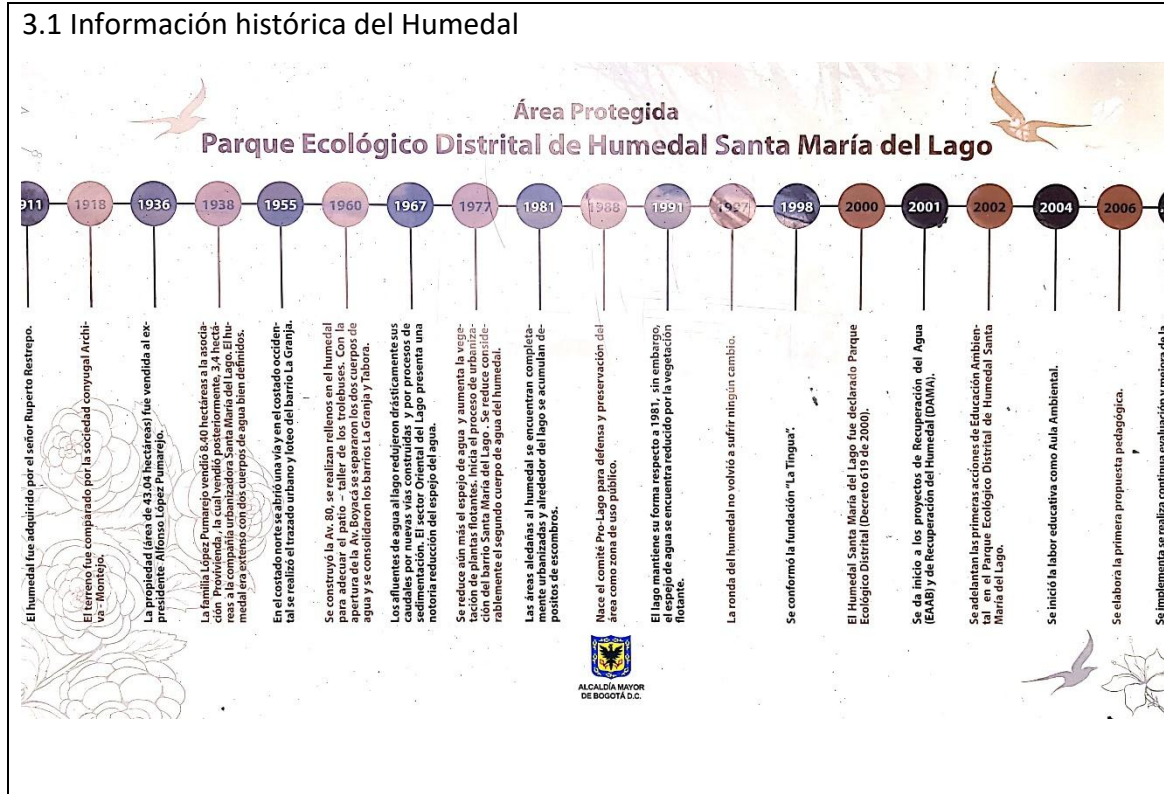 3.1 Información histórica del Humedal
Área Protegida
Parque Ecológico Distrital de Humedal Santa María del Lago
911
1918
1936
1938
1955
1960
1967
1977
1981
1988
1991
1997
1998
2000
2001
2002
2004
2006
El humedal fue adquirido por el señor Ruperto Restrepo.
El terreno fue comparado por la sociedad conyugal Archi-
va - Montejo.
La propiedad (área de 43.04 hectáreas) fue vendida al ex-
presidente Alfonso López Pumarejo.
La familia López Pumarejo vendió 8.40 hectáreas a la asocia-
ción Provivienda, la cual vendió posteriormente, 3,4 hectá-
reas a la compañía urbanizadora Santa María del Lago. El hu-
medal era extenso con dos cuerpos de agua bien definidos.
En el costado norte se abrió una vía y en el costado occiden-
tal se realizó el trazado urbano y loteo del barrio La Granja.
Se construyó la Av. 80, se realizan rellenos en el humedal
para adecuar el patio – taller de los trolebuses. Con la
apertura de la Av. Boyacá se separaron los dos cuerpos de
agua y se consolidaron los barrios La Granja y Tabora.
Los afluentes de agua al lago redujeron drásticamente sus
caudales por nuevas vías construidas y por procesos de
sedimentación. El sector Oriental del Lago presenta una
notoria reducción del espejo del agua.
Se reduce aún más el espejo de agua y aumenta la vege-
tación de plantas flotantes. Inicia el proceso de urbaniza-
ción del barrio Santa María del Lago . Se reduce conside-
rablemente el segundo cuerpo de agua del humedal.
Las áreas aledañas al humedal se encuentran completa-
mente urbanizadas y alrededor del lago se acumulan de-
positos de escombros.
Nace el comité Pro-Lago para defensa y preservación del
área como zona de uso público.
El lago mantiene su forma respecto a 1981, sin embargo,
el espejo de agua se encuentra reducido por la vegetación
flotante.
La ronda del humedal no volvió a sufrir ningún cambio.
Se conformó la fundación "La Tingua".
El Humedal Santa María del Lago fue declarado Parque
Ecológico Distrital (Decreto 619 de 2000).
Se da inicio a los proyectos de Recuperación del Agua
(EAAB) y de Recuperación del Humedal (DAMA).
Se adelantan las primeras acciones de Educación Ambien-
tal en el Parque Ecológico Distrital de Humedal Santa
María del Lago.
Se inició la labor educativa como Aula Ambiental.
Se elabora la primera propuesta pedagógica.
Se implementa se realiza continua evaluación y mejora de la
ALCALDÍA MAYOR
DE BOGOTÁ D.C.